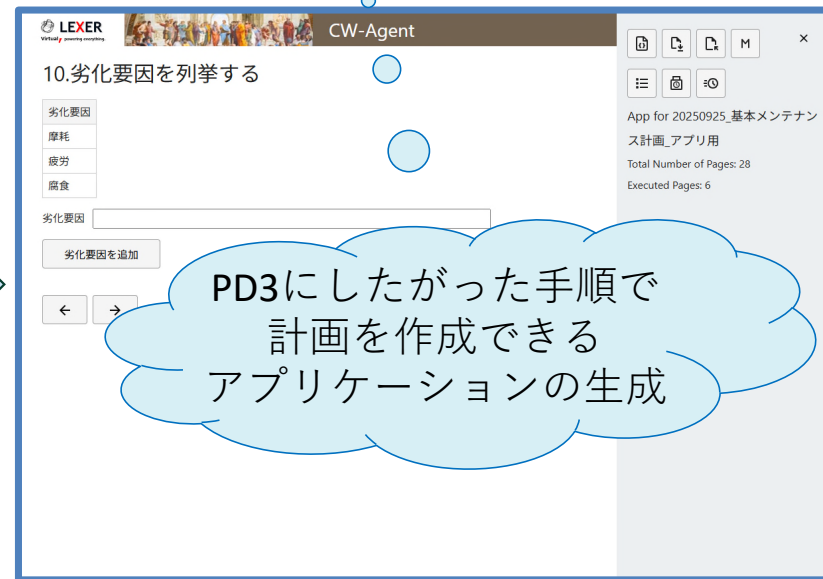 LEXER
Virtually powering everything.
CW-Agent
10.劣化要因を列挙する
劣化要因
摩耗
疲労
腐食
劣化要因
劣化要因を追加
← →
PD3にしたがった手順で
計画を作成できる
アプリケーションの生成
M ×
App for 20250925_基本メンテナン
ス計画_アプリ用
Total Number of Pages: 28
Executed Pages: 6